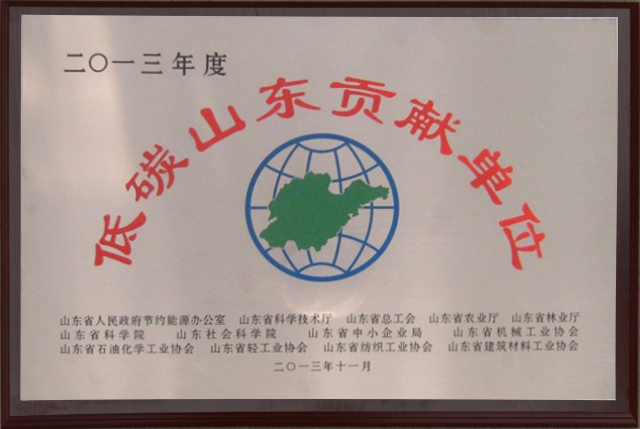 二〇一三年度
低碳山东贡献单位
山东省人民政府节约能源办公室 山东省科学技术厅 山东省总工会 山东省农业厅 山东省林业厅
山东省科学院 山东社会科学院 山东省中小企业局 山东省机械工业协会
山东省石油化学工业协会 山东省轻工业协会 山东省纺织工业协会 山东省建筑材料工业协会
二〇一三年十一月